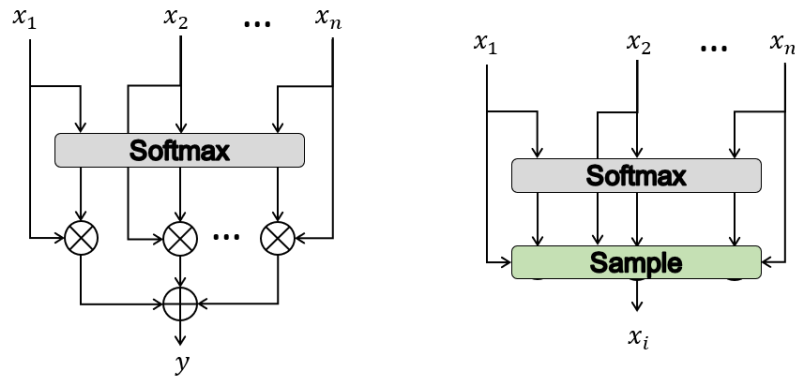 x₁ x₂ ... xₙ
Softmax
...
y
x₁ x₂ ... xₙ
Softmax
Sample
xᵢ